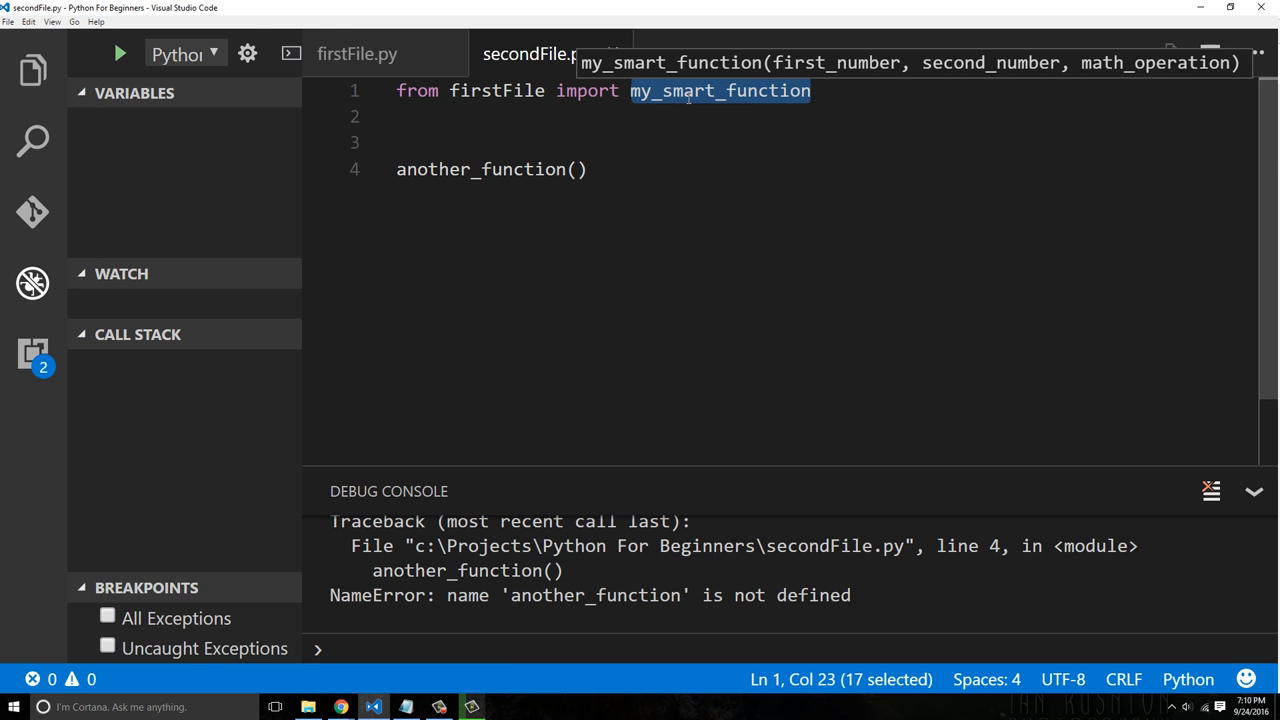 secondFile.py - Python For Beginners - Visual Studio Code
File Edit View Go Help
firstFile.py
secondFile.p
my_smart_function(first_number, second_number, math_operation)
VARIABLES
WATCH
CALL STACK
BREAKPOINTS
All Exceptions
Uncaught Exceptions
2
1 from firstFile import my_smart_function
2
3
4 another_function()
DEBUG CONSOLE
Traceback (most recent call last):
File "c:\Projects\Python For Beginners\secondFile.py", line 4, in <module>
another_function()
NameError: name 'another_function' is not defined
0 0
Ln 1, Col 23 (17 selected) Spaces: 4 UTF-8 CRLF Python
I'm Cortana. Ask me anything.
7:10 PM
9/24/2016